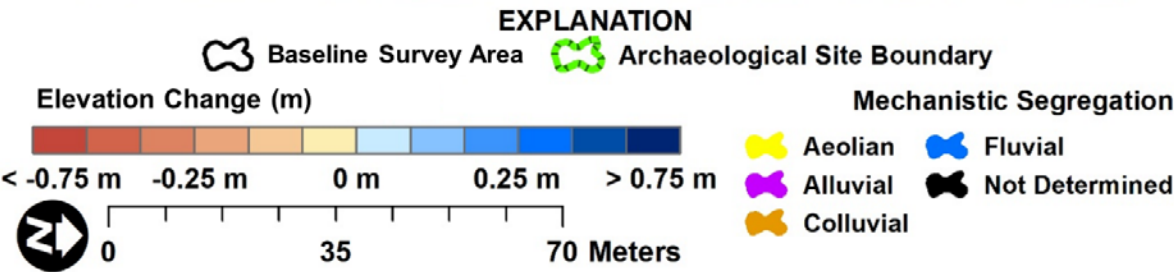 EXPLANATION
Baseline Survey Area Archaeological Site Boundary
Elevation Change (m)
< -0.75 m -0.25 m 0 m 0.25 m > 0.75 m
N
0 35 70 Meters
Mechanistic Segregation
Aeolian Fluvial
Alluvial Not Determined
Colluvial